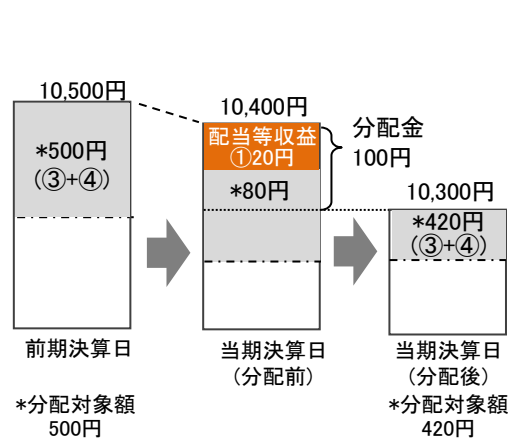 10,500円
*500円
(③+④)
前期決算日
*分配対象額
500円
10,400円
配当等収益
①20円
*80円
分配金
100円
当期決算日
(分配前)
10,300円
*420円
(③+④)
当期決算日
(分配後)
*分配対象額
420円